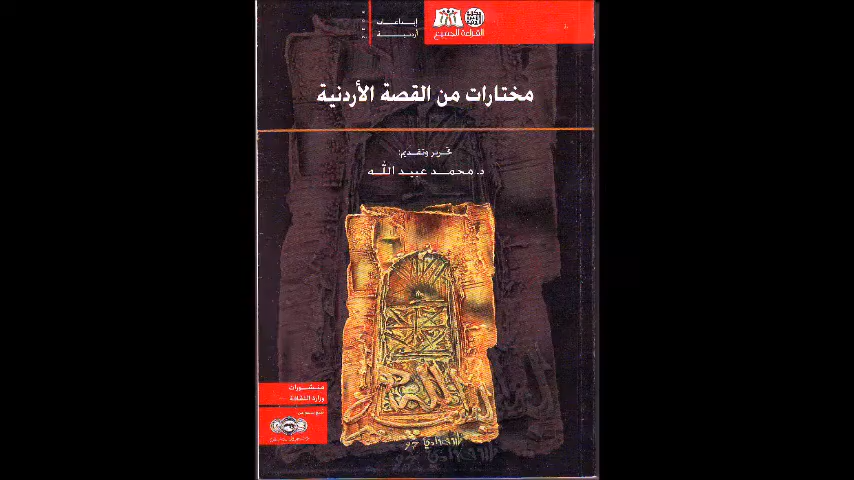 إبداعات
أردنية
القراءة للجميع
مختارات من القصة الأردنية
تحرير وتقديم:
د. محمد عبيد الله
منشورات
وزارة الثقافة